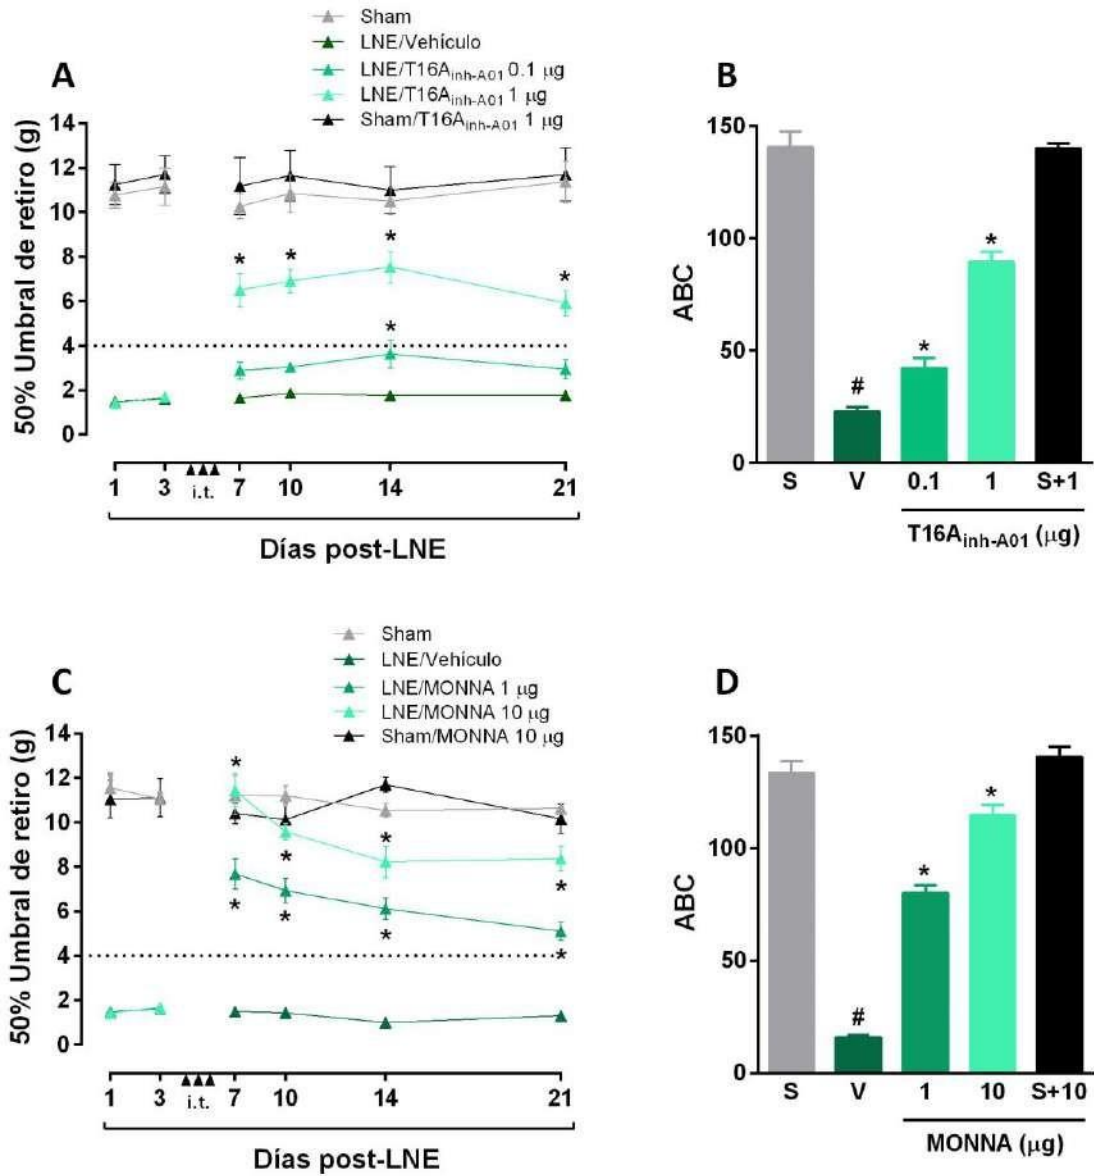 Sham
LNE/Vehículo
LNE/T16Ainh-A01 0.1 μg
LNE/T16Ainh-A01 1 μg
Sham/T16Ainh-A01 1 μg
A
50% Umbral de retiro (g)
14
12
10
8
6
4
2
0
* * * *
*
1 3 7 10 14 21
i.t.
Días post-LNE
B
ABC
150
100
50
0
# * *
S V 0.1 1 S+1
T16Ainh-A01 (μg)
Sham
LNE/Vehículo
LNE/MONNA 1 μg
LNE/MONNA 10 μg
Sham/MONNA 10 μg
C
50% Umbral de retiro (g)
14
12
10
8
6
4
2
0
* * * *
* * * *
1 3 7 10 14 21
i.t.
Días post-LNE
D
ABC
150
100
50
0
# * *
S V 1 10 S+10
MONNA (μg)